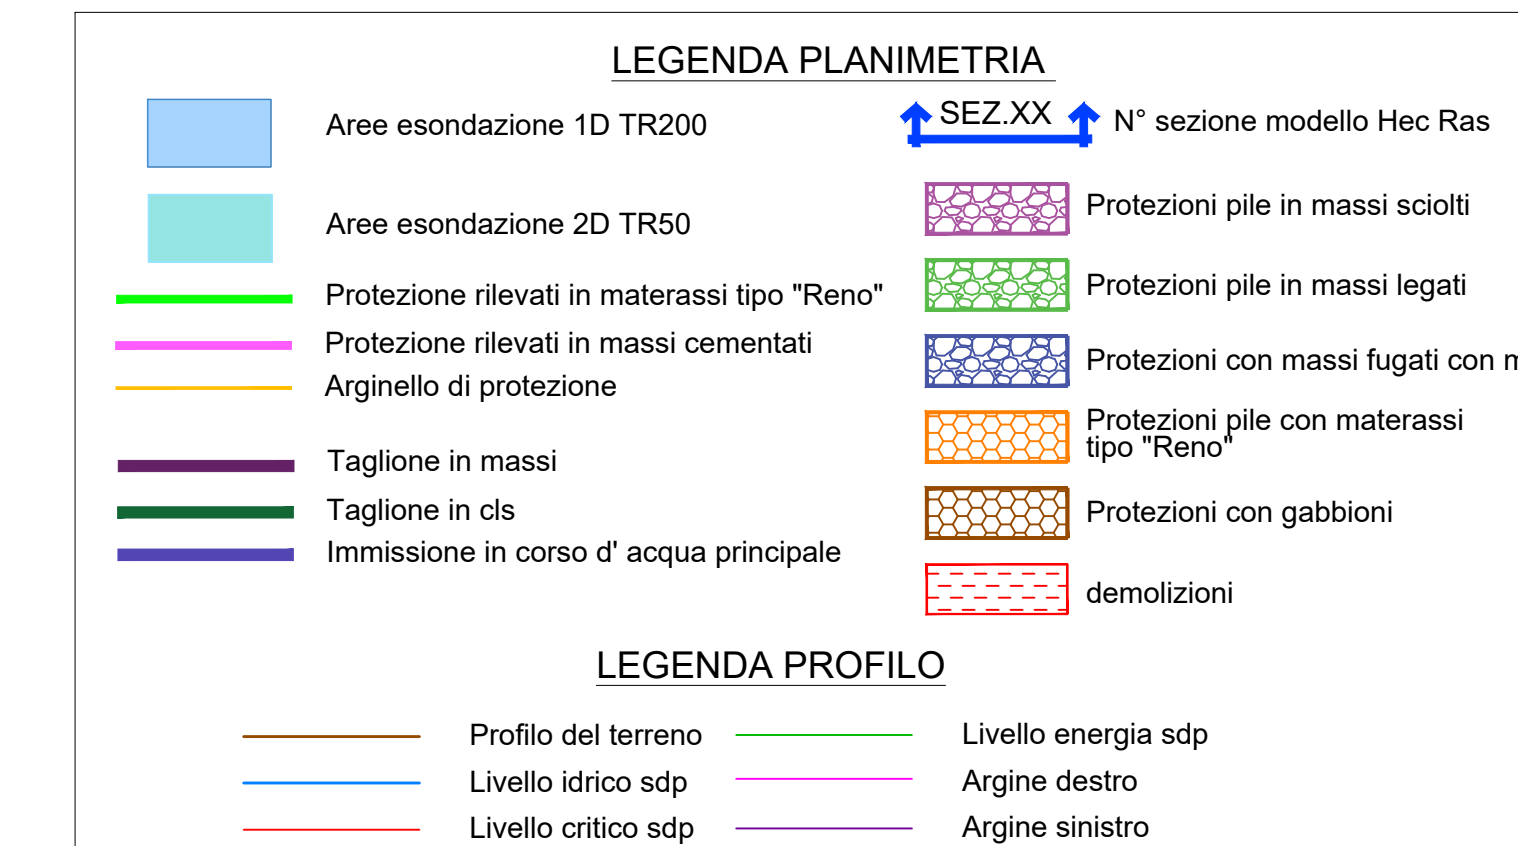 LEGENDA PLANIMETRIA
Aree esondazione 1D TR200
Aree esondazione 2D TR50
Protezione rilevati in materassi tipo "Reno"
Protezione rilevati in massi cementati
Arginello di protezione
Taglione in massi
Taglione in cls
Immissione in corso d' acqua principale
SEZ.XX
N° sezione modello Hec Ras
Protezioni pile in massi sciolti
Protezioni pile in massi legati
Protezioni con massi fugati con
Protezioni pile con materassi
tipo "Reno"
Protezioni con gabbioni
demolizioni
LEGENDA PROFILO
Profilo del terreno
Livello idrico sdp
Livello critico sdp
Livello energia sdp
Argine destro
Argine sinistro